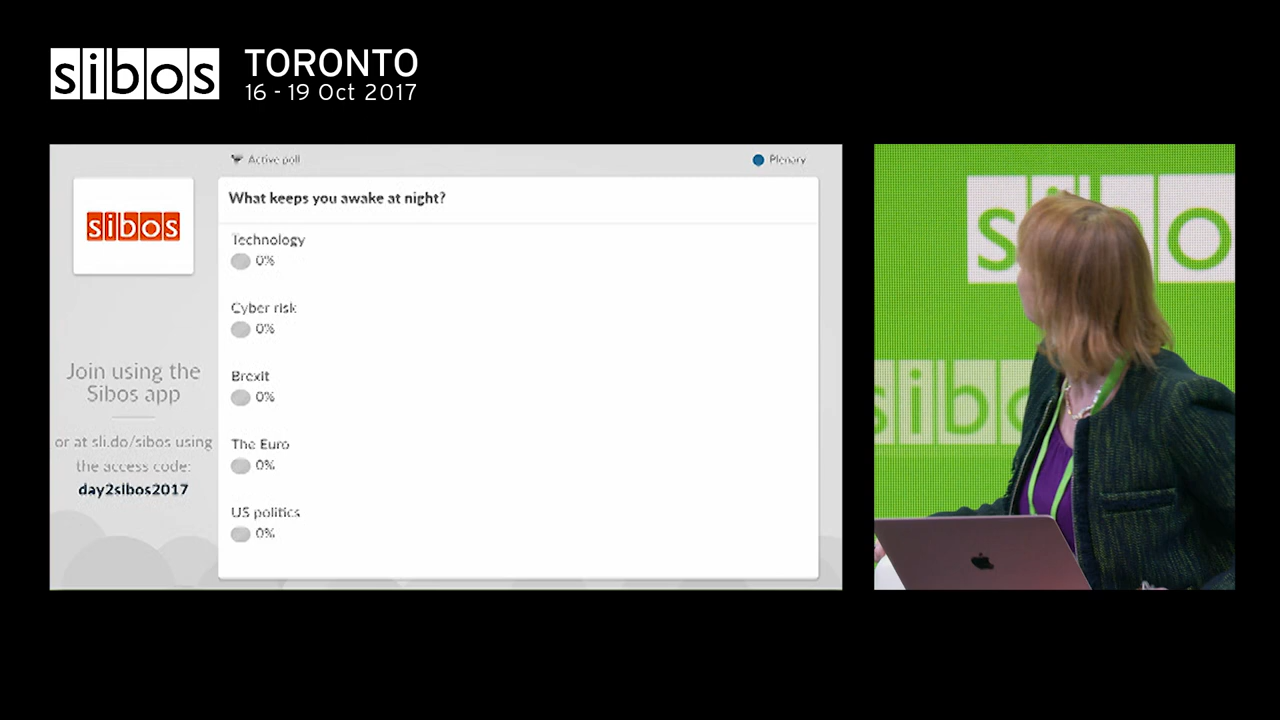 sibos
TORONTO
16 - 19 Oct 2017
Active poll
Plenary
sibos
What keeps you awake at night?
Technology
0%
Cyber risk
0%
Brexit
0%
The Euro
0%
US politics
0%
Join using the
Sibos app
or at sli.do/sibos using
the access code:
day2sibos2017
sibo
sibo